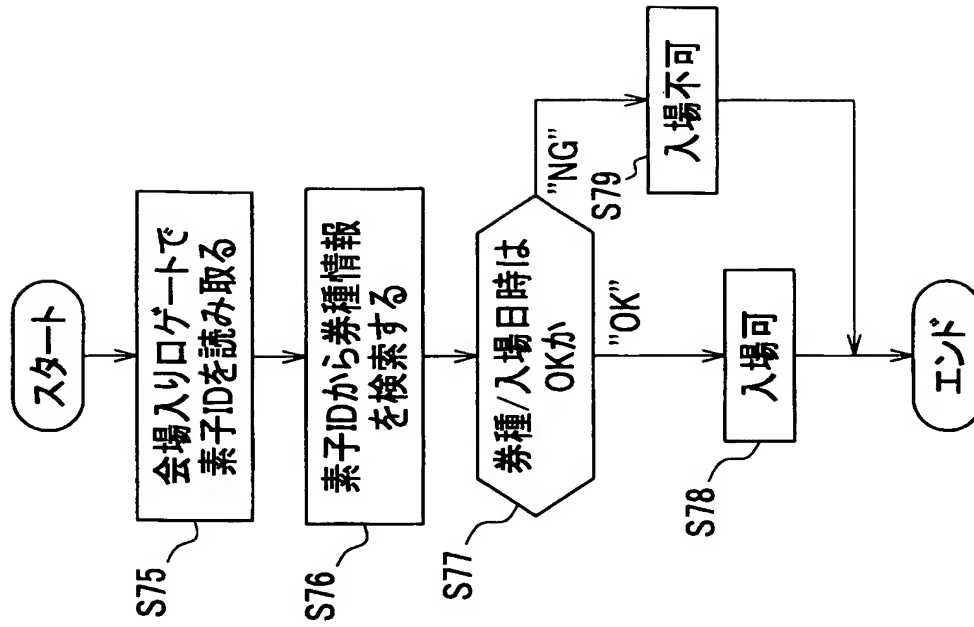 スタート
会場入り口ゲートで
素子IDを読み取る
S75
素子IDから券種情報
を検索する
S76
券種/入場日時は
OKか
S77
"NG"
"OK"
S79
入場不可
入場可
S78
エンド